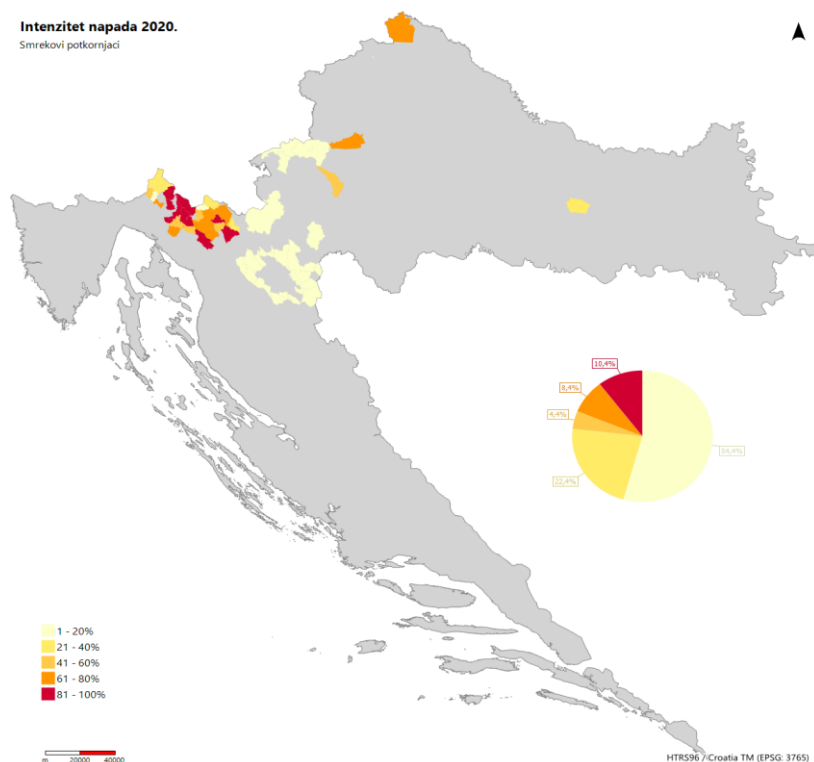 Intenzitet napada 2020.
Smrekovi potkornjaci
10,4%
8,4%
4,4%
22,4%
54,4%
1 - 20%
21 - 40%
41 - 60%
61 - 80%
81 - 100%
m 20000 40000
HTRS96 / Croatia TM (EPSG: 3765)